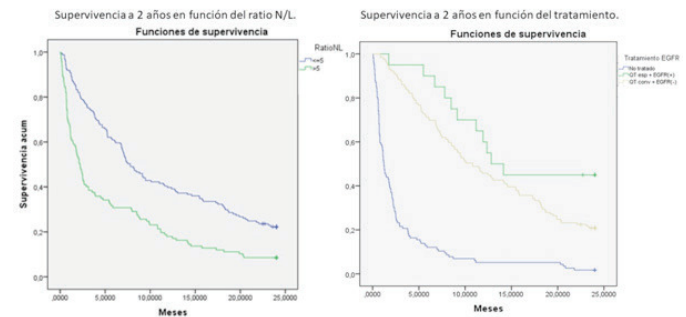 Supervivencia a 2 años en función del ratio N/L.
Funciones de supervivencia
RatioNL
<=5
>5
Supervivencia acum
1,0
0,8
0,6
0,4
0,2
0,0
,0000 5,0000 10,0000 15,0000 20,0000 25,0000
Meses
Supervivencia a 2 años en función del tratamiento.
Funciones de supervivencia
Tratamiento EGFR
No tratado
QT esp + EGFR(+)
QT conv + EGFR(-)
1,0
0,8
0,6
0,4
0,2
0,0
,0000 5,0000 10,0000 15,0000 20,0000 25,0000
Meses